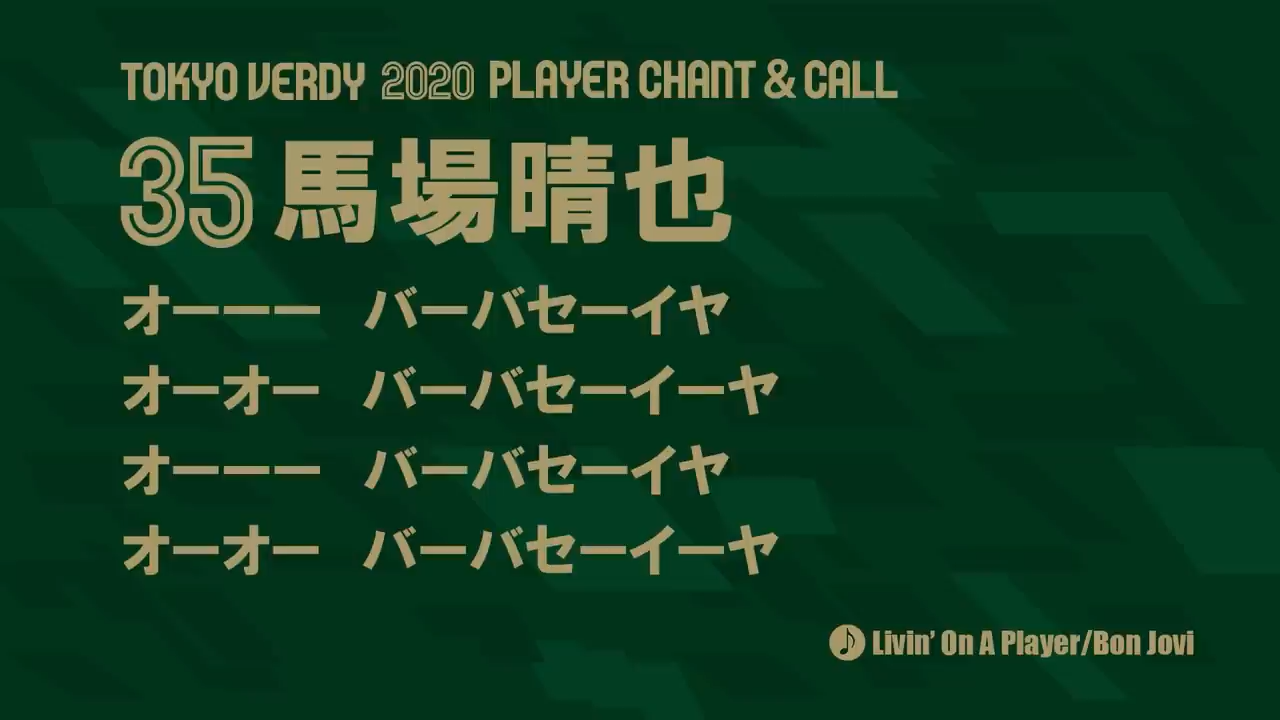 TOKYO VERDY 2020 PLAYER CHANT & CALL
35 馬場晴也
オーーー　バーバセーイヤ
オーオー　バーバセーイーヤ
オーーー　バーバセーイヤ
オーオー　バーバセーイーヤ
♪ Livin’ On A Player/Bon Jovi